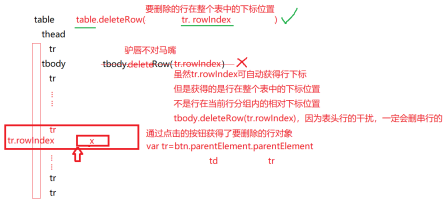 要删除的行在整个表中的下标位置
table table.deleteRow( tr. rowIndex )
thead
tr
驴唇不对马嘴
tbody tbody.deleteRow(tr.rowIndex)
tr
虽然tr.rowIndex可自动获得行下标
但是获得的是行在整个表中的下标位置
不是行在当前行分组内的相对下标位置
tbody.deleteRow(tr.rowIndex)，因为表头行的干扰，一定会删串行的
tr
通过点击的按钮获得了要删除的行对象
tr.rowIndex x
var tr=btn.parentElement.parentElement
td tr
tr
tr